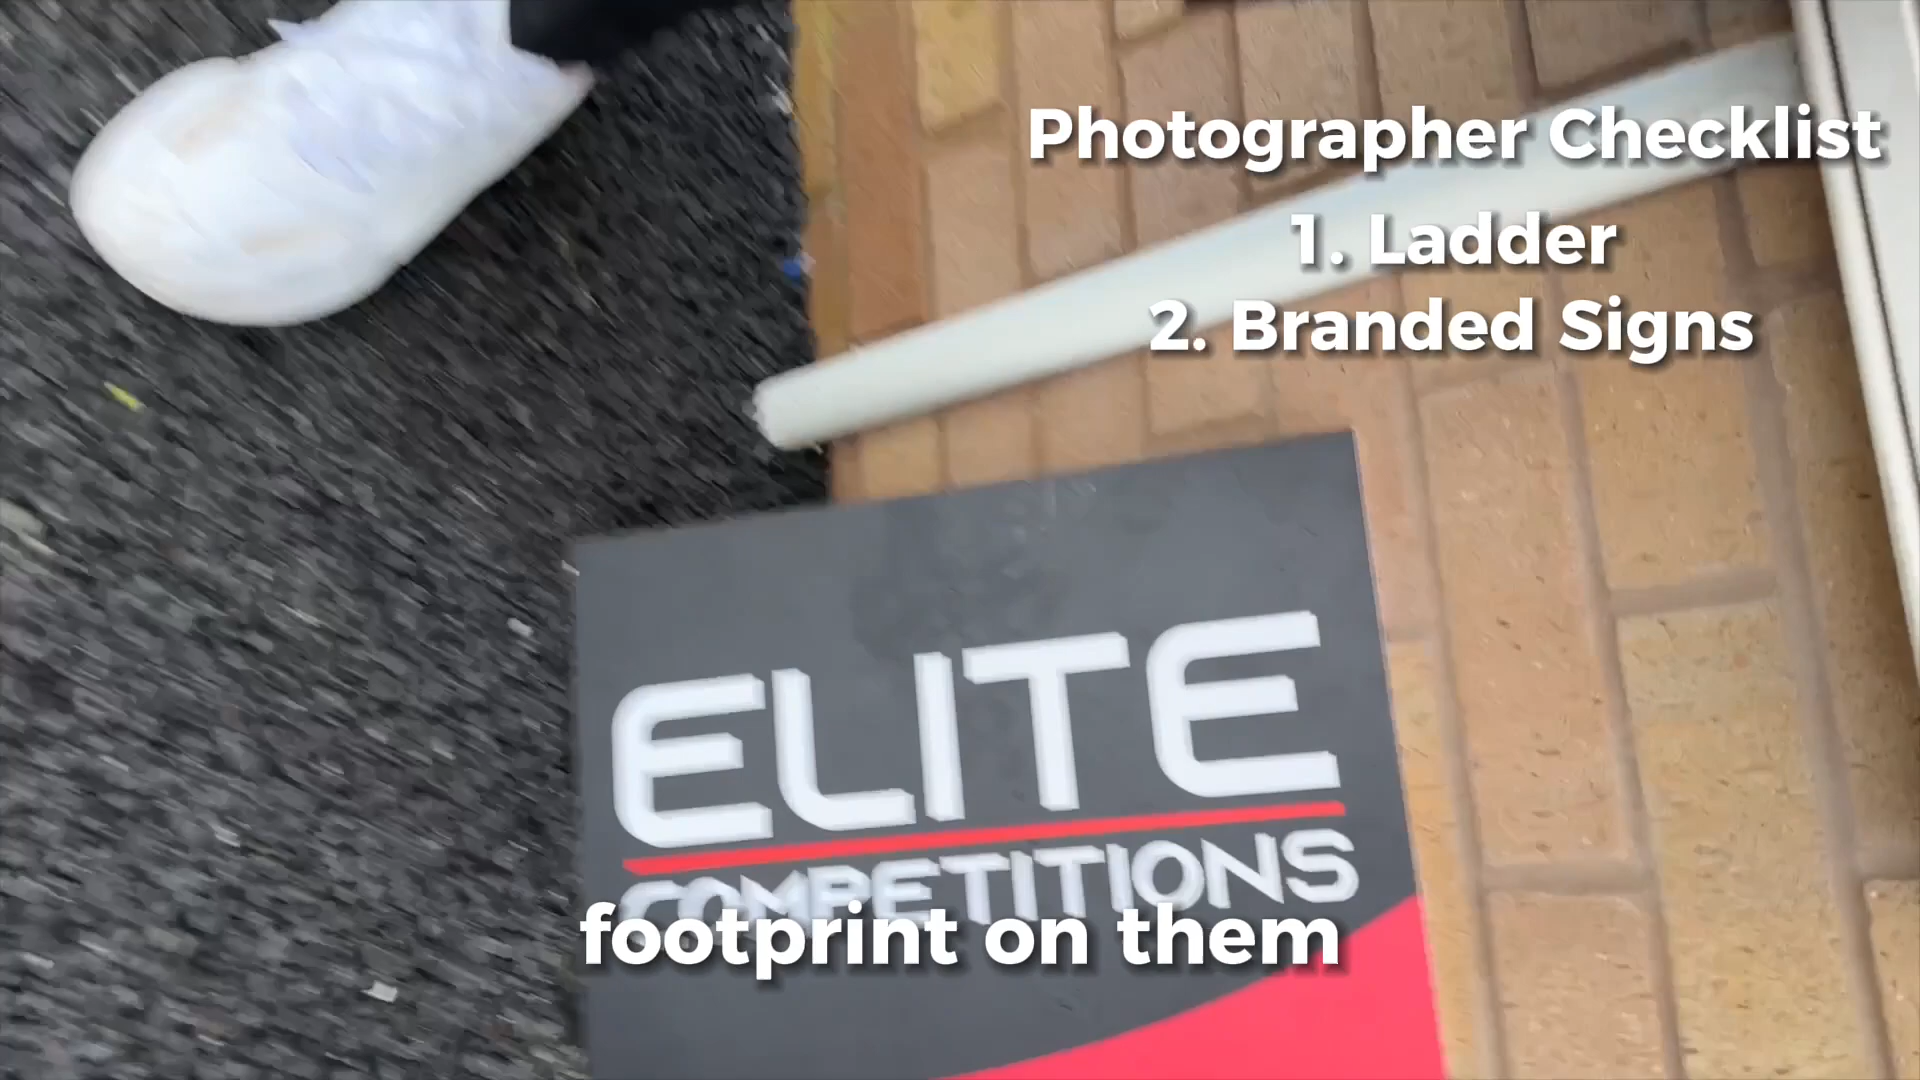 Photographer Checklist
1. Ladder
2. Branded Signs
ELITE
COMPETITIONS
footprint on them